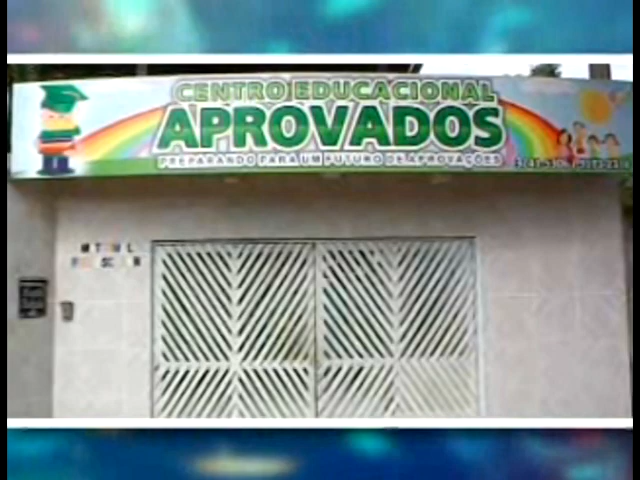 CENTRO EDUCACIONAL
APROVADOS
PREPARANDO PARA UM FUTURO DE APROVAÇÕES